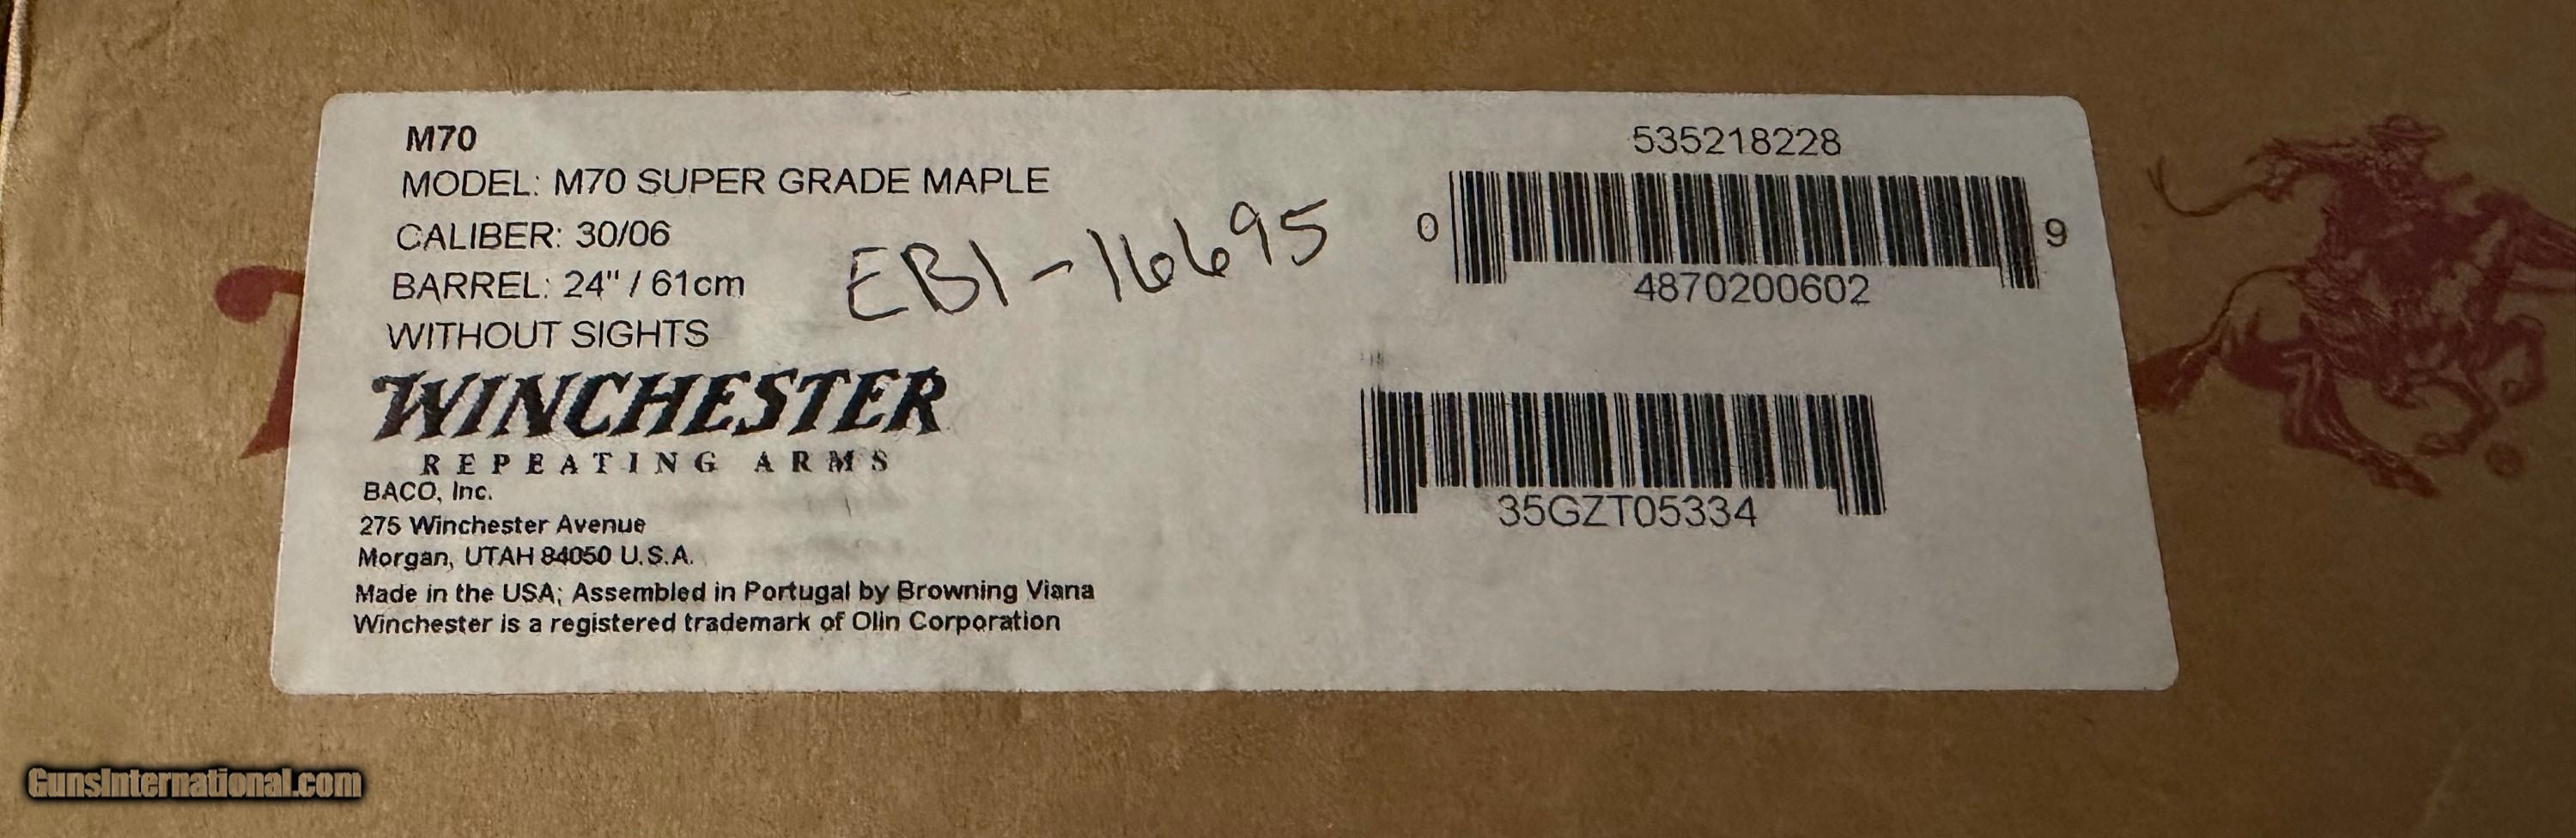 M70
MODEL: M70 SUPER GRADE MAPLE
CALIBER: 30/06
BARREL: 24" / 61cm
WITHOUT SIGHTS
EB1-16695
WINCHESTER
REPEATING ARMS
BACO, Inc.
275 Winchester Avenue
Morgan, UTAH 84050 U.S.A.
Made in the USA; Assembled in Portugal by Browning Viana
Winchester is a registered trademark of Olin Corporation
535218228
0 9
4870200602
35GZT05334
GunsInternational.com